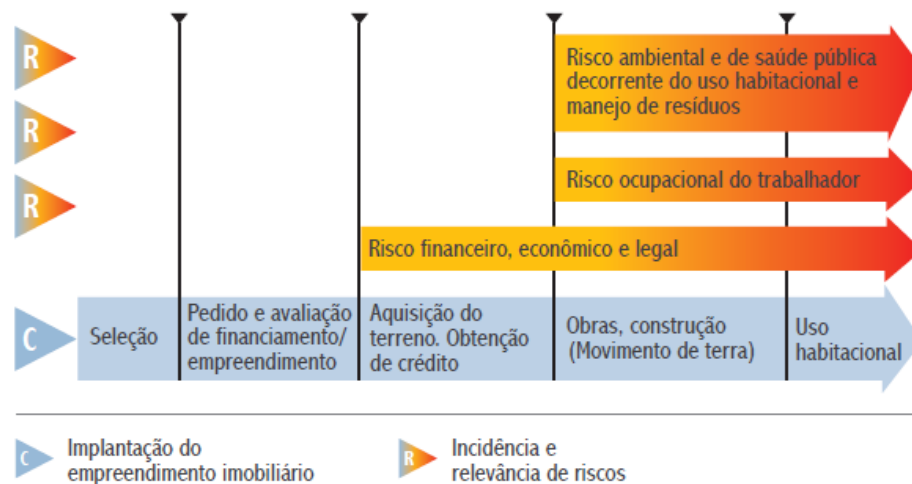 R
Risco ambiental e de saúde pública
decorrente do uso habitacional e
manejo de resíduos
R
Risco ocupacional do trabalhador
R
Risco financeiro, econômico e legal
C
Seleção
Pedido e avaliação
de financiamento/
empreendimento
Aquisição do
terreno. Obtenção
de crédito
Obras, construção
(Movimento de terra)
Uso
habitacional
C
Implantação do
empreendimento imobiliário
R
Incidência e
relevância de riscos